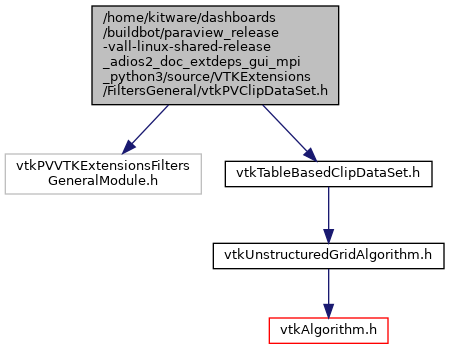 /home/kitware/dashboards
/buildbot/paraview_release
-vall-linux-shared-release
_adios2_doc_extdeps_gui_mpi
_python3/source/VTKExtensions
/FiltersGeneral/vtkPVClipDataSet.h
vtkPVVTKExtensionsFilters
GeneralModule.h
vtkTableBasedClipDataSet.h
vtkUnstructuredGridAlgorithm.h
vtkAlgorithm.h